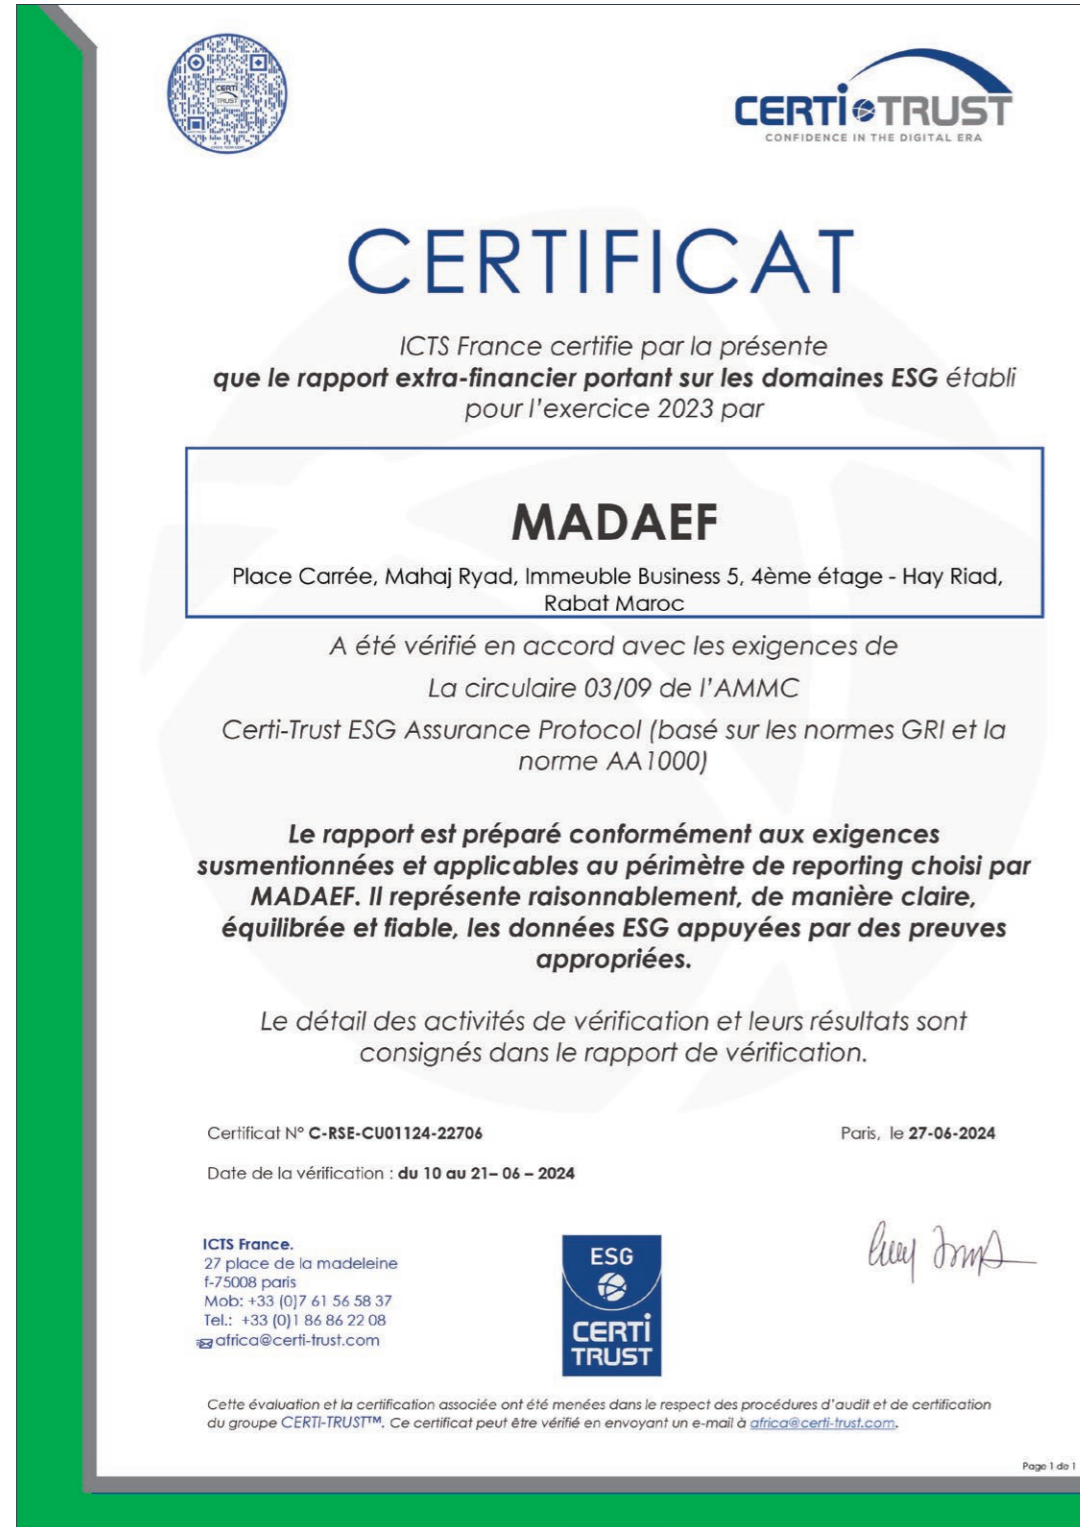 CERTI
TRUST
CERTI TRUST
CONFIDENCE IN THE DIGITAL ERA
CERTIFICAT
ICTS France certifie par la présente
que le rapport extra-financier portant sur les domaines ESG établi
pour l'exercice 2023 par
MADAEF
Place Carrée, Mahaj Ryad, Immeuble Business 5, 4ème étage - Hay Riad,
Rabat Maroc
A été vérifié en accord avec les exigences de
La circulaire 03/09 de l'AMMC
Certi-Trust ESG Assurance Protocol (basé sur les normes GRI et la
norme AA1000)
Le rapport est préparé conformément aux exigences
susmentionnées et applicables au périmètre de reporting choisi par
MADAEF. Il représente raisonnablement, de manière claire,
équilibrée et fiable, les données ESG appuyées par des preuves
appropriées.
Le détail des activités de vérification et leurs résultats sont
consignés dans le rapport de vérification.
Certificat N° C-RSE-CU01124-22706
Paris, le 27-06-2024
Date de la vérification : du 10 au 21– 06 – 2024
ICTS France.
27 place de la madeleine
f-75008 paris
Mob: +33 (0)7 61 56 58 37
Tel.: +33 (0)1 86 86 22 08
africa@certi-trust.com
ESG
CERTI
TRUST
Cette évaluation et la certification associée ont été menées dans le respect des procédures d'audit et de certification
du groupe CERTI-TRUST™. Ce certificat peut être vérifié en envoyant un e-mail à africa@certi-trust.com.
Page 1 de 1